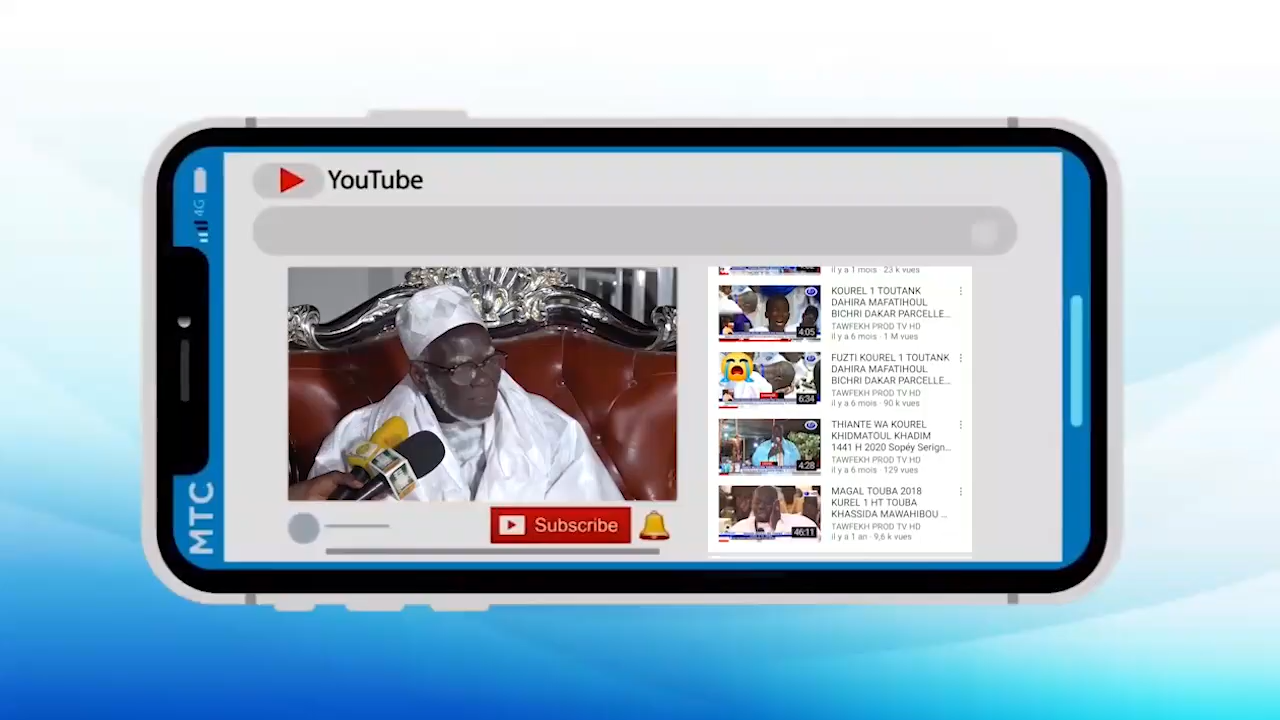 YouTube
4G
MTC
Subscribe
il y a 1 mois · 23 k vues
KOUREL 1 TOUTANK
DAHIRA MAFATIHOUL
BICHRI DAKAR PARCELLE...
TAWFEKH PROD TV HD
il y a 6 mois · 1 M vues
4:05
FUZTI KOUREL 1 TOUTANK
DAHIRA MAFATIHOUL
BICHRI DAKAR PARCELLE...
TAWFEKH PROD TV HD
il y a 6 mois · 90 k vues
6:34
THIANTE WA KOUREL
KHIDMATOUL KHADIM
1441 H 2020 Sopéy Serign...
TAWFEKH PROD TV HD
il y a 6 mois · 129 vues
4:28
MAGAL TOUBA 2018
KUREL 1 HT TOUBA
KHASSIDA MAWAHIBOU ...
TAWFEKH PROD TV HD
il y a 1 an · 9,6 k vues
46:11